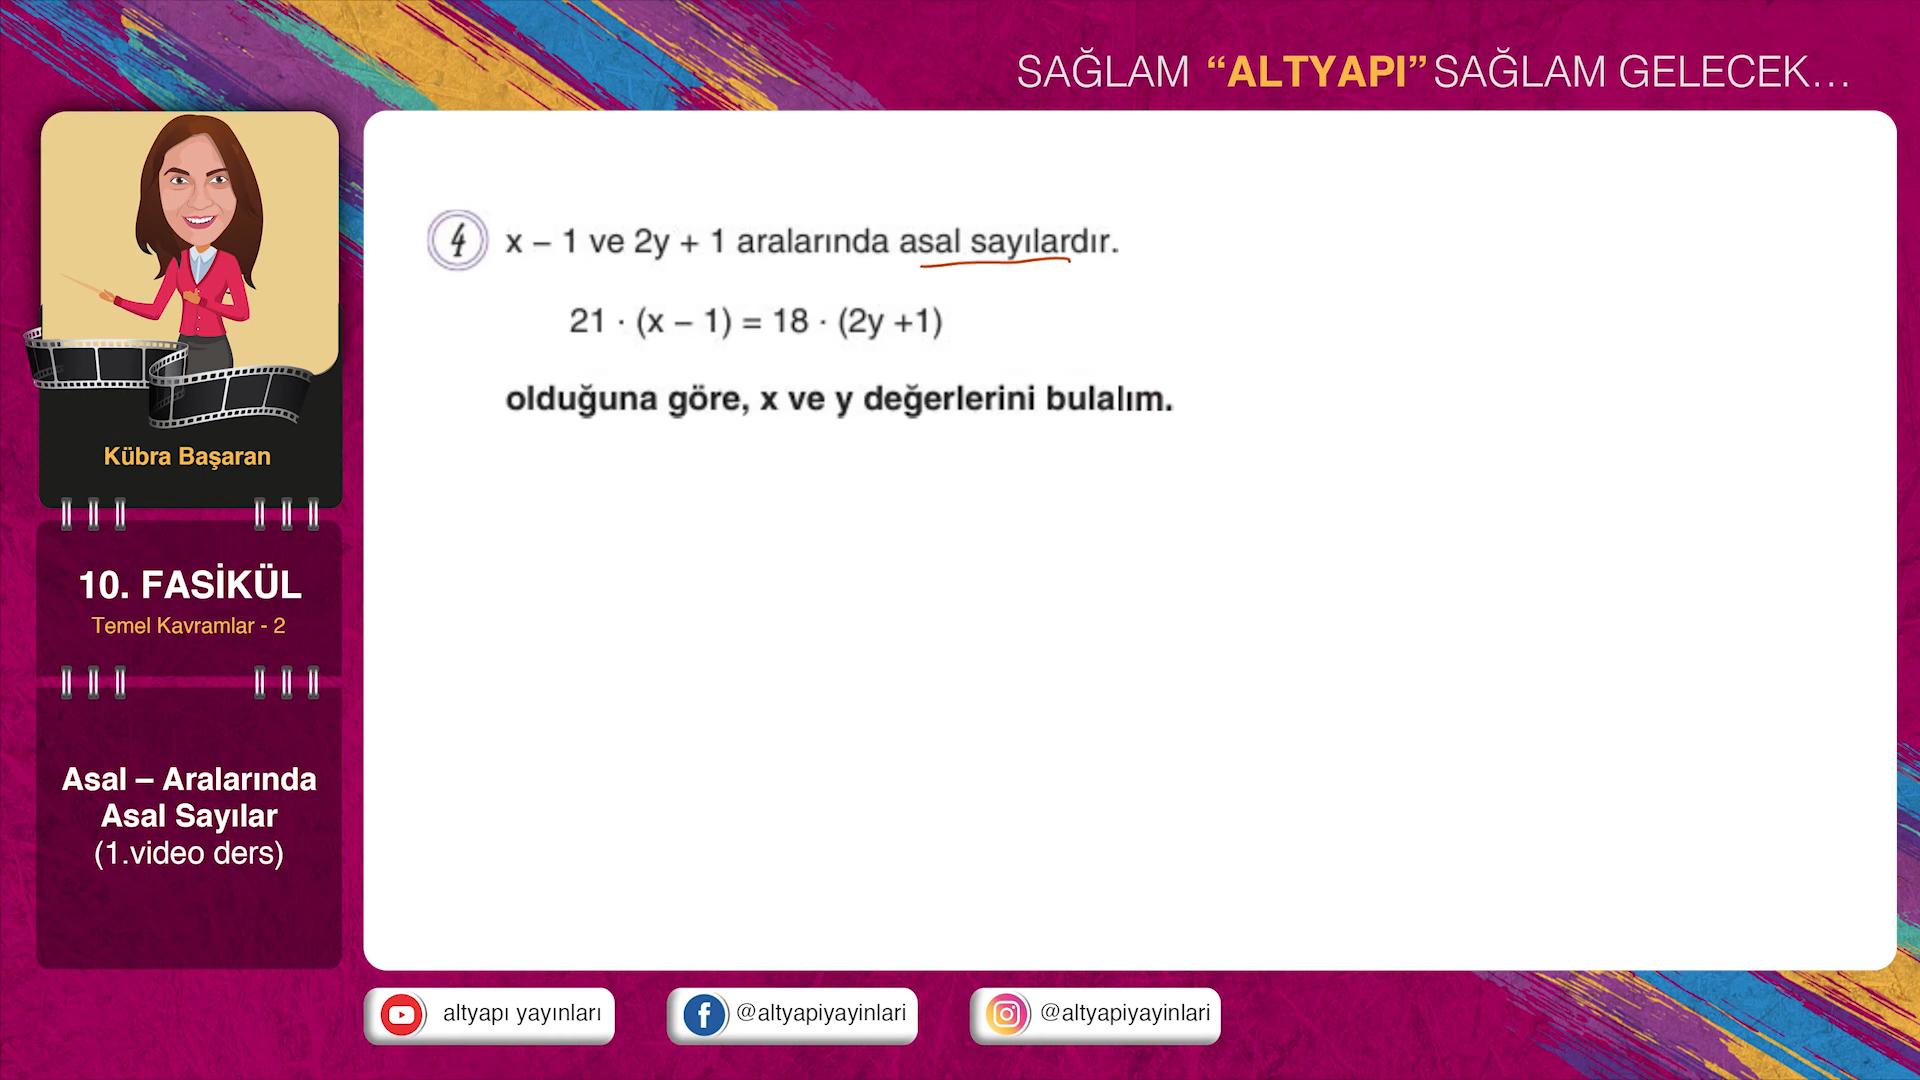 SAĞLAM “ALTYAPI” SAĞLAM GELECEK...
4 x – 1 ve 2y + 1 aralarında asal sayılardır.
21 · (x – 1) = 18 · (2y +1)
olduğuna göre, x ve y değerlerini bulalım.
Kübra Başaran
10. FASİKÜL
Temel Kavramlar - 2
Asal – Aralarında
Asal Sayılar
(1.video ders)
altyapı yayınları
@altyapiyayinlari
@altyapiyayinlari